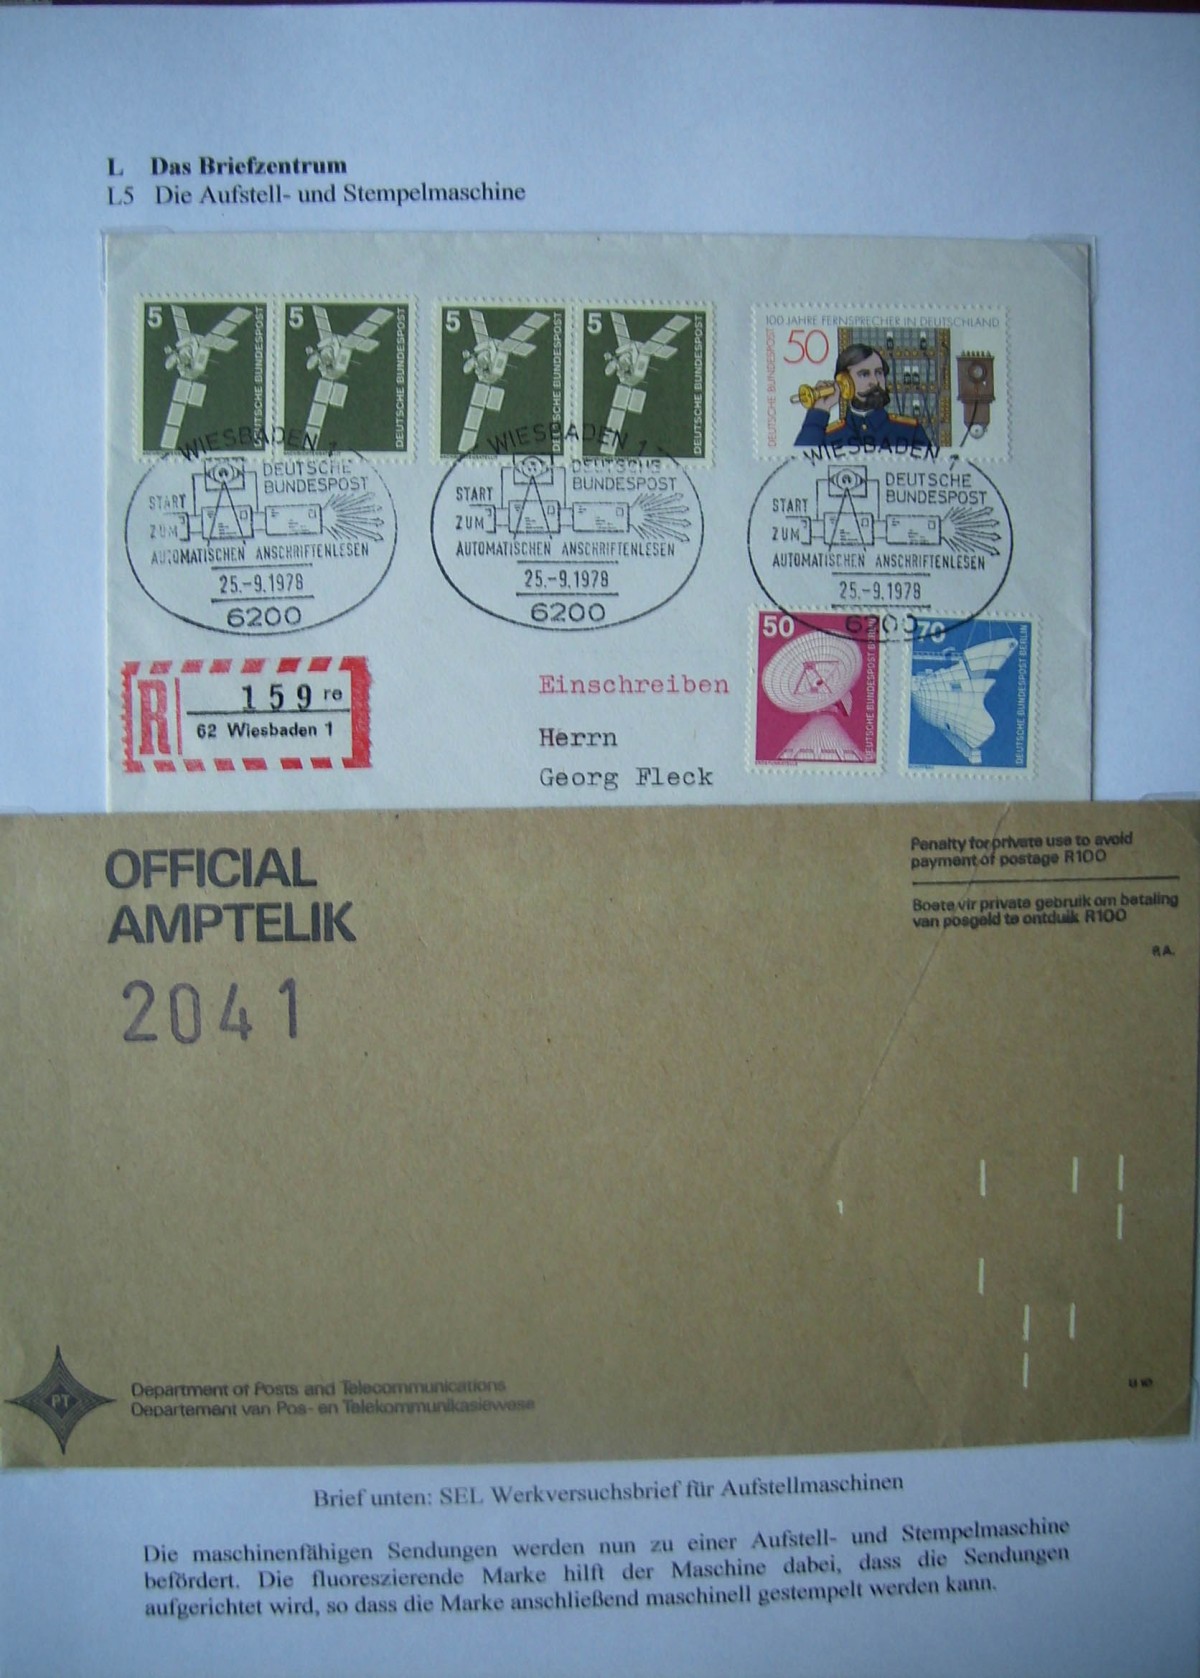 L Das Briefzentrum
L5 Die Aufstell- und Stempelmaschine
5
DEUTSCHE BUNDESPOST
5
DEUTSCHE BUNDESPOST
5
DEUTSCHE BUNDESPOST
5
DEUTSCHE BUNDESPOST
100 JAHRE FERNSPRECHER IN DEUTSCHLAND
50
DEUTSCHE BUNDESPOST
WIESBADEN 1
DEUTSCHE
BUNDESPOST
START
ZUM
AUTOMATISCHEN ANSCHRIFTENLESEN
25.-9.1978
6200
WIESBADEN 1
DEUTSCHE
BUNDESPOST
START
ZUM
AUTOMATISCHEN ANSCHRIFTENLESEN
25.-9.1978
6200
WIESBADEN 1
DEUTSCHE
BUNDESPOST
START
ZUM
AUTOMATISCHEN ANSCHRIFTENLESEN
25.-9.1978
6200
50
DEUTSCHE BUNDESPOST BERLIN
70
DEUTSCHE BUNDESPOST BERLIN
R
159 re
62 Wiesbaden 1
Einschreiben
Herrn
Georg Fleck
OFFICIAL
AMPTELIK
2041
Penalty for private use to avoid
payment of postage R100
Boete vir private gebruik om betaling
van posgeld te ontduik R100
R.A.
PT
Department of Posts and Telecommunications
Departement van Pos- en Telekommunikasiewese
Brief unten: SEL Werkversuchsbrief für Aufstellmaschinen
Die maschinenfähigen Sendungen werden nun zu einer Aufstell- und Stempelmaschine
befördert. Die fluoreszierende Marke hilft der Maschine dabei, dass die Sendungen
aufgerichtet wird, so dass die Marke anschließend maschinell gestempelt werden kann.